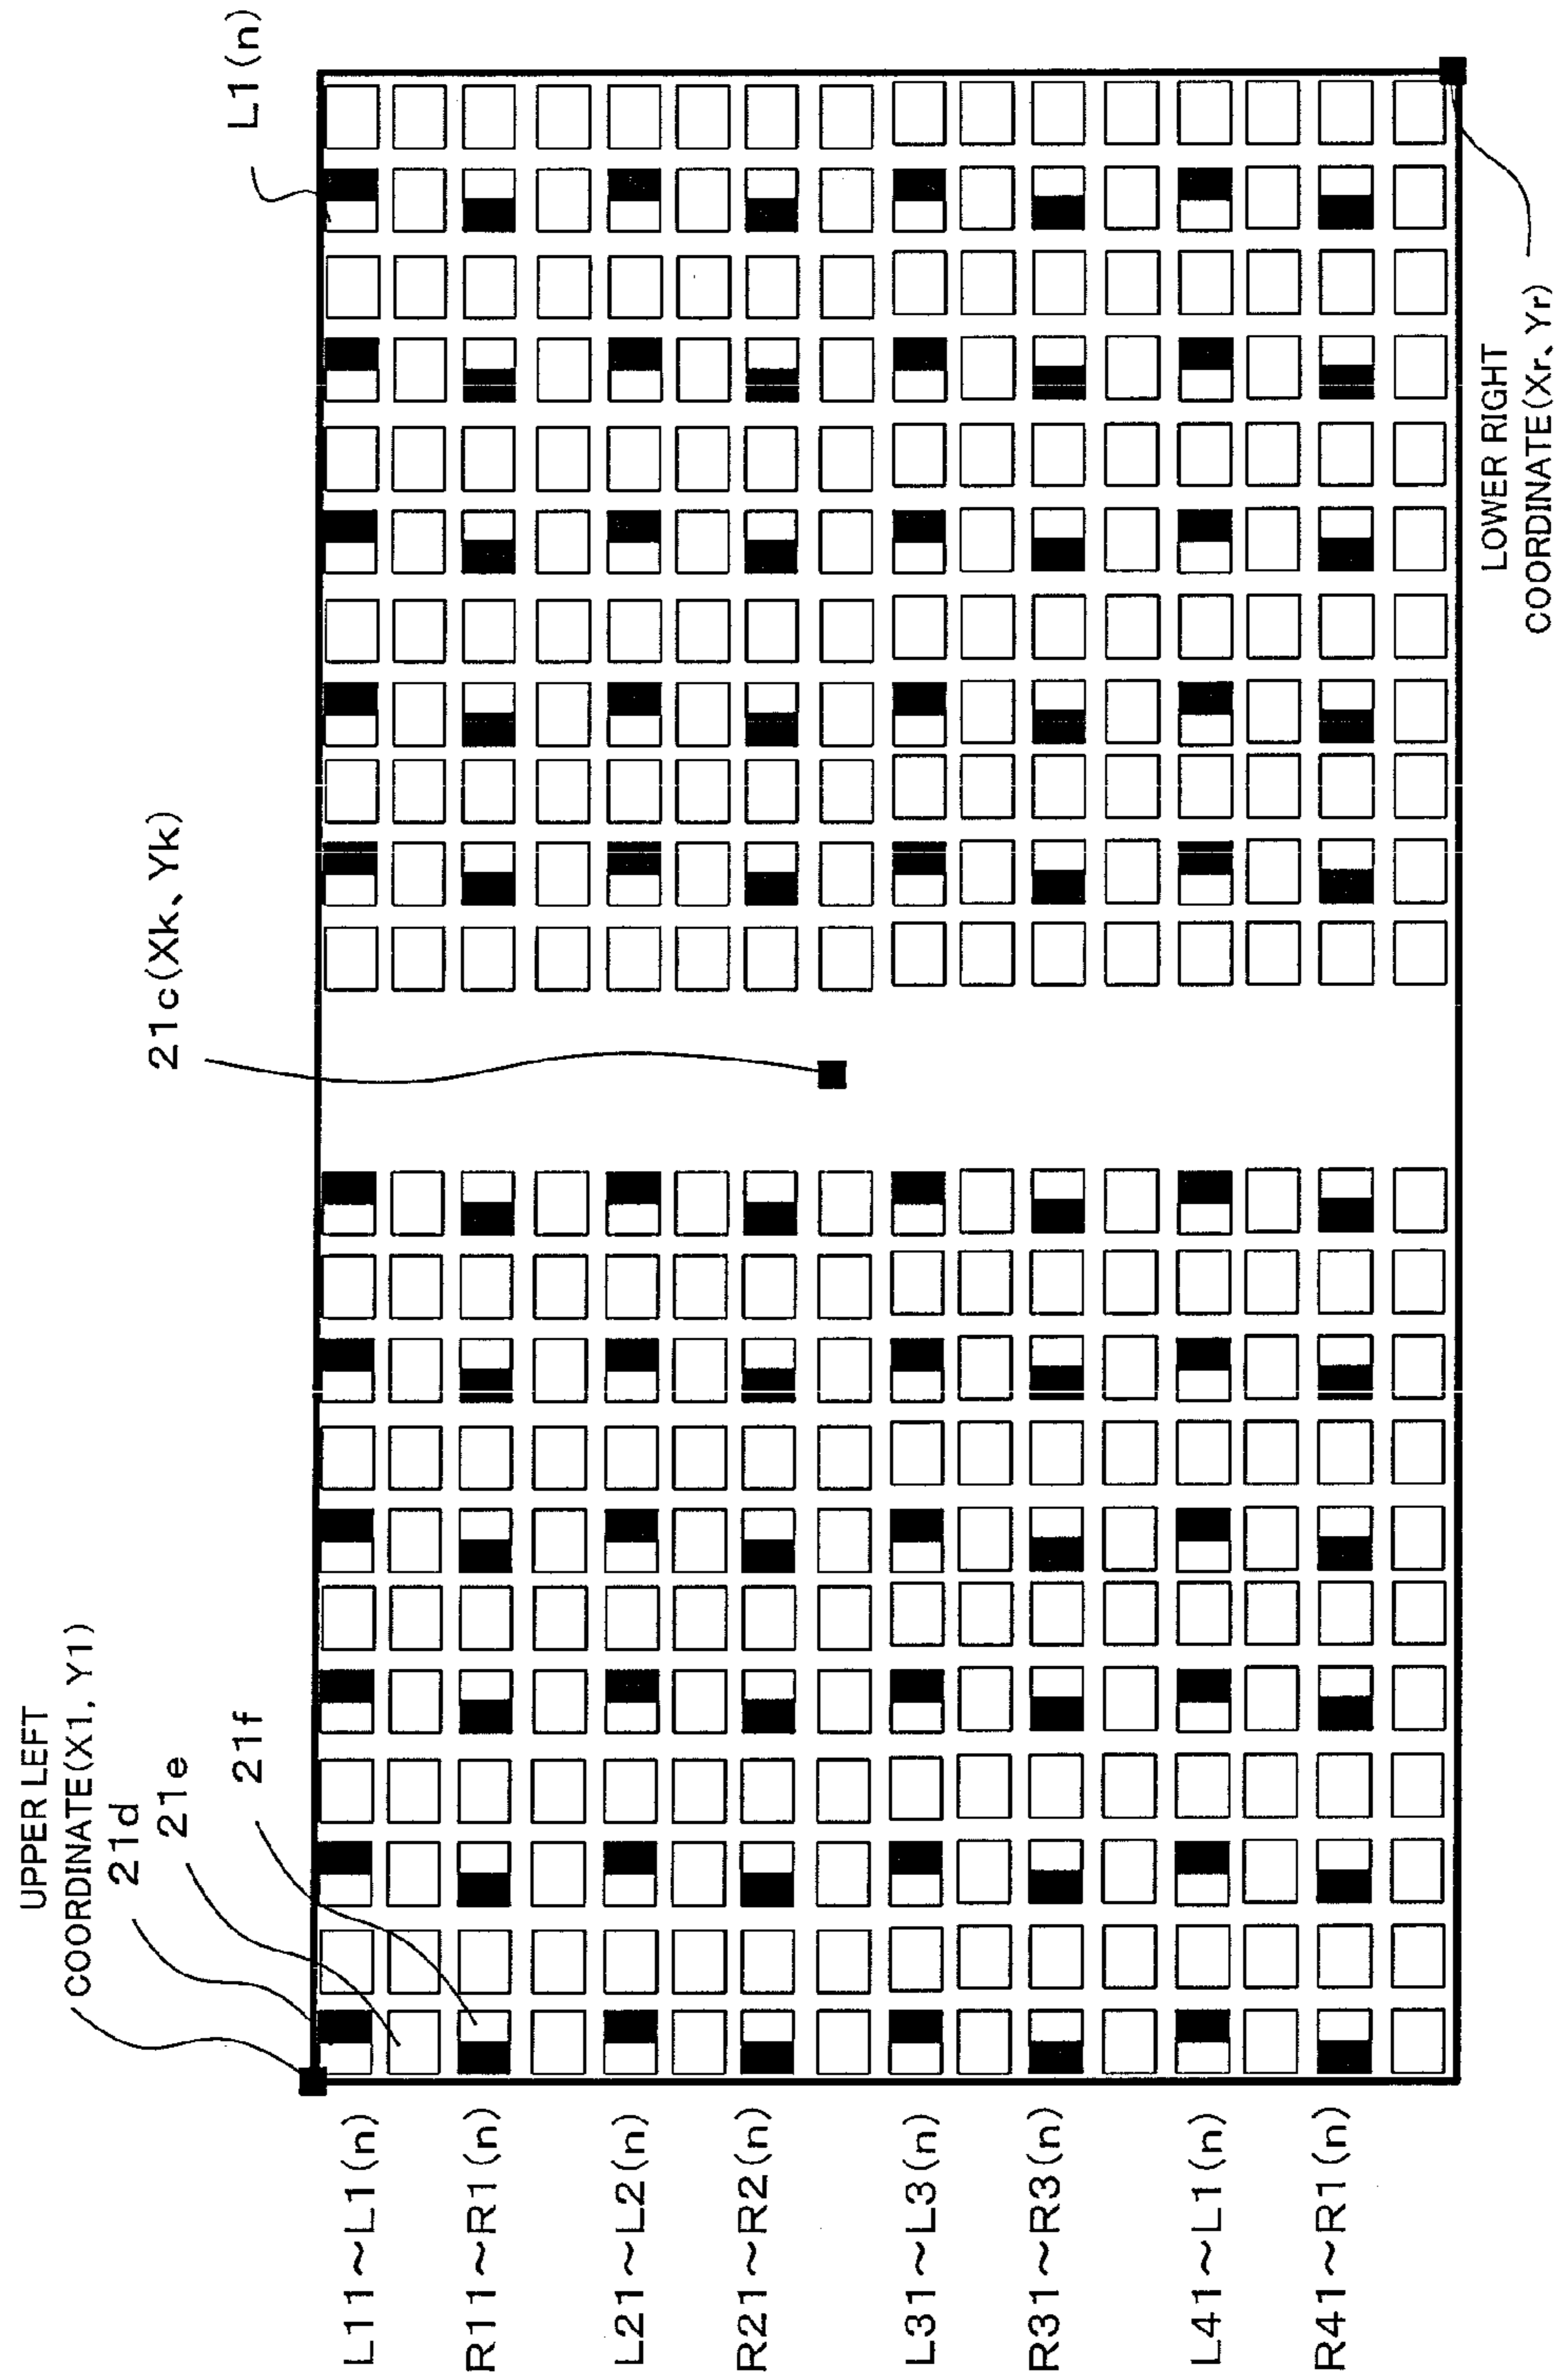 UPPER LEFT
COORDINATE(X1, Y1)
21d
21e
21f
21c(Xk、Yk)
L1(n)
L11～L1(n)
R11～R1(n)
L21～L2(n)
R21～R2(n)
L31～L3(n)
R31～R3(n)
L41～L1(n)
R41～R1(n)
LOWER RIGHT
COORDINATE(Xr、Yr)